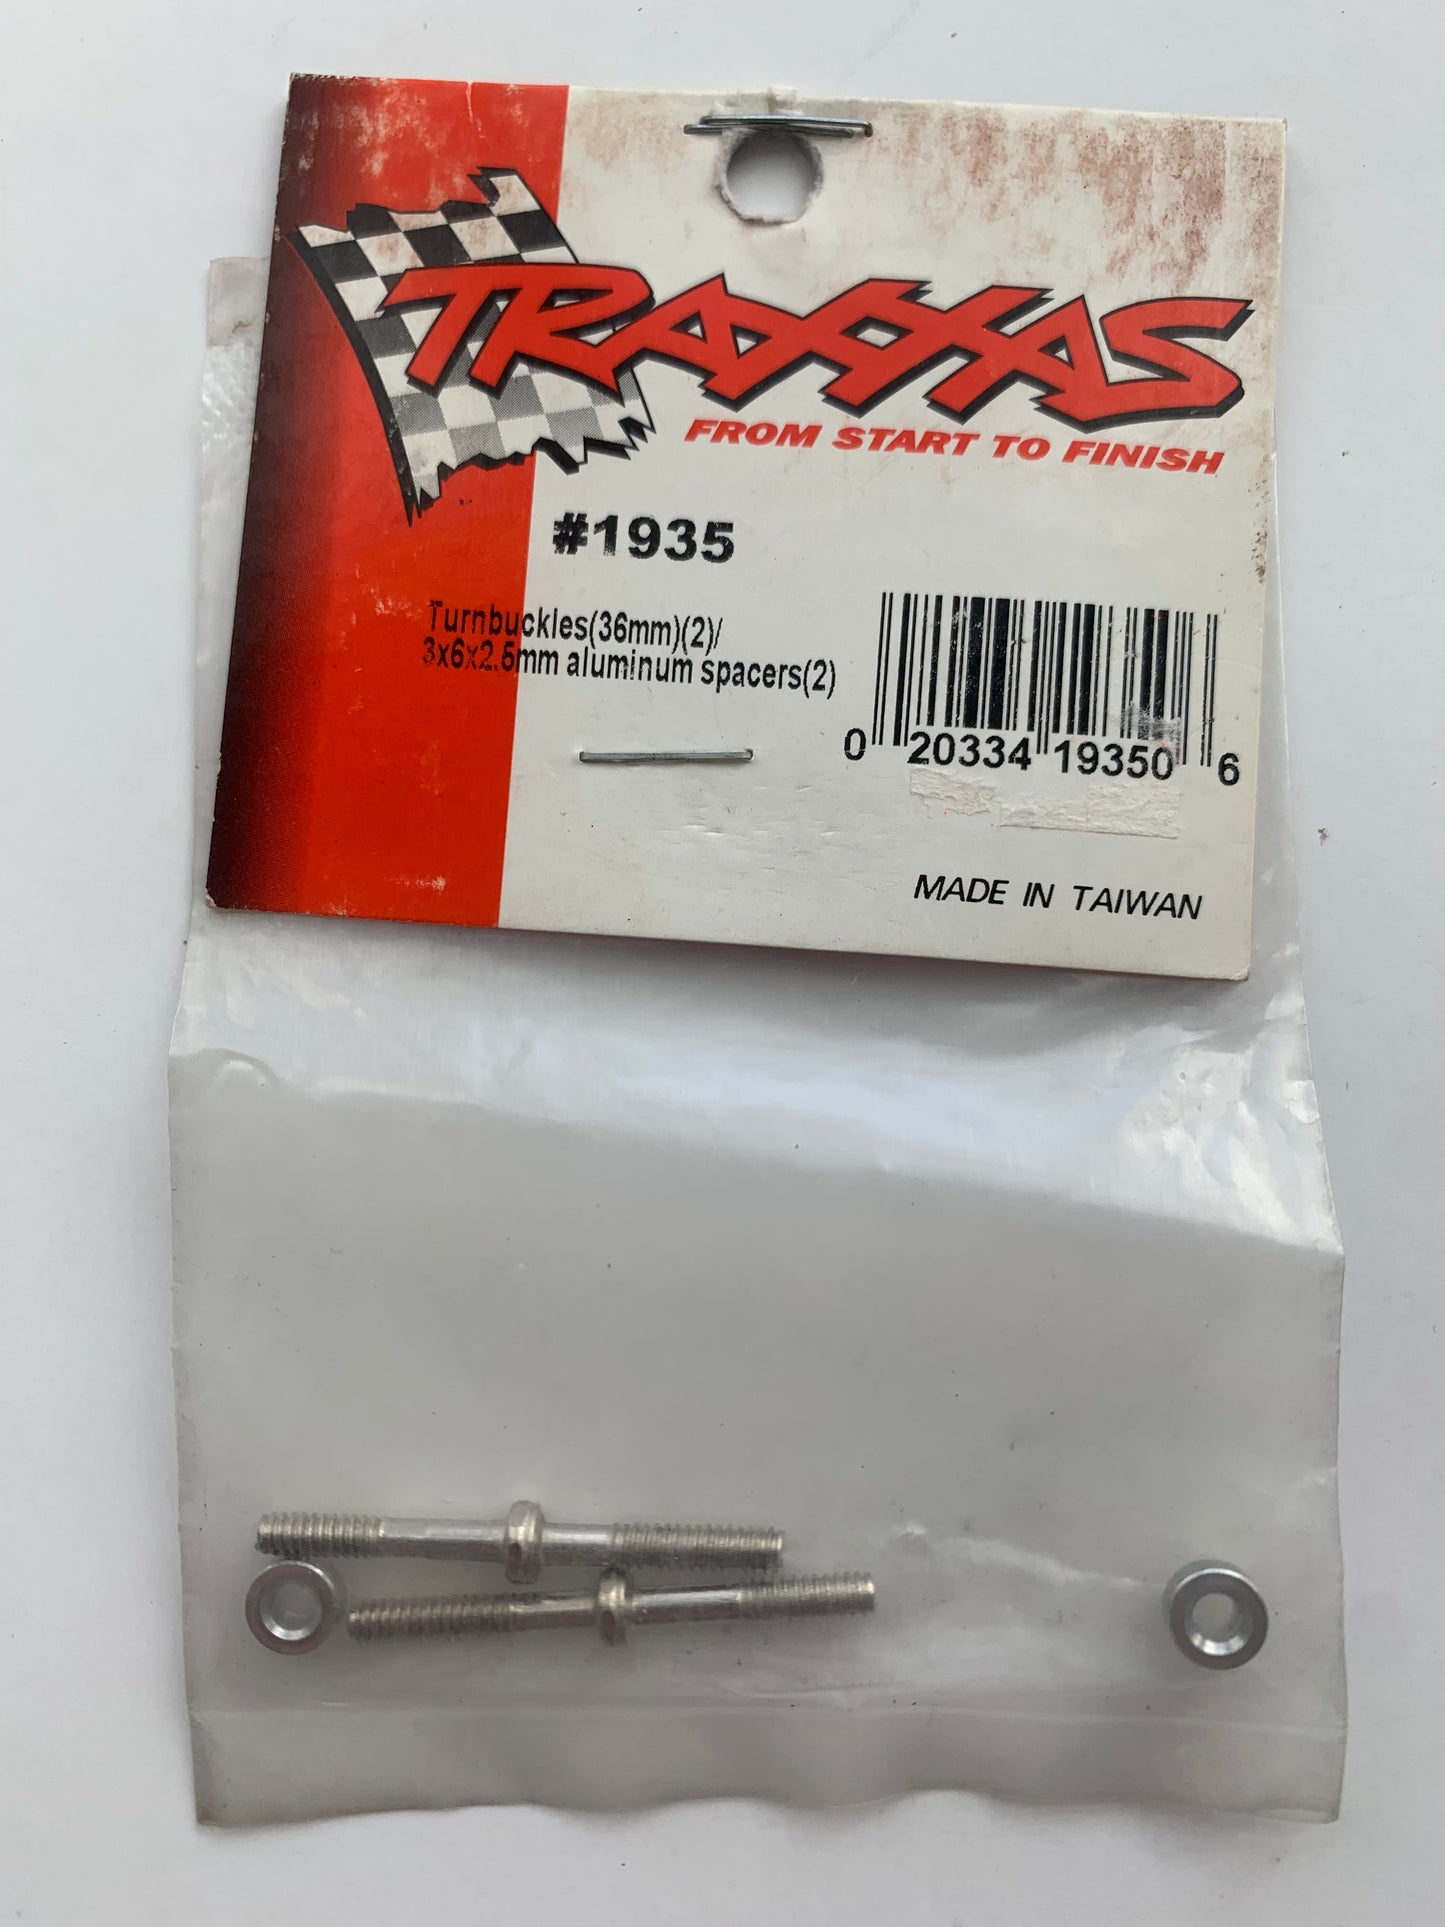 TRAXXAS
FROM START TO FINISH
#1935
Turnbuckles(36mm)(2)/
3x6x2.5mm aluminum spacers(2)
0 20334 19350 6
MADE IN TAIWAN